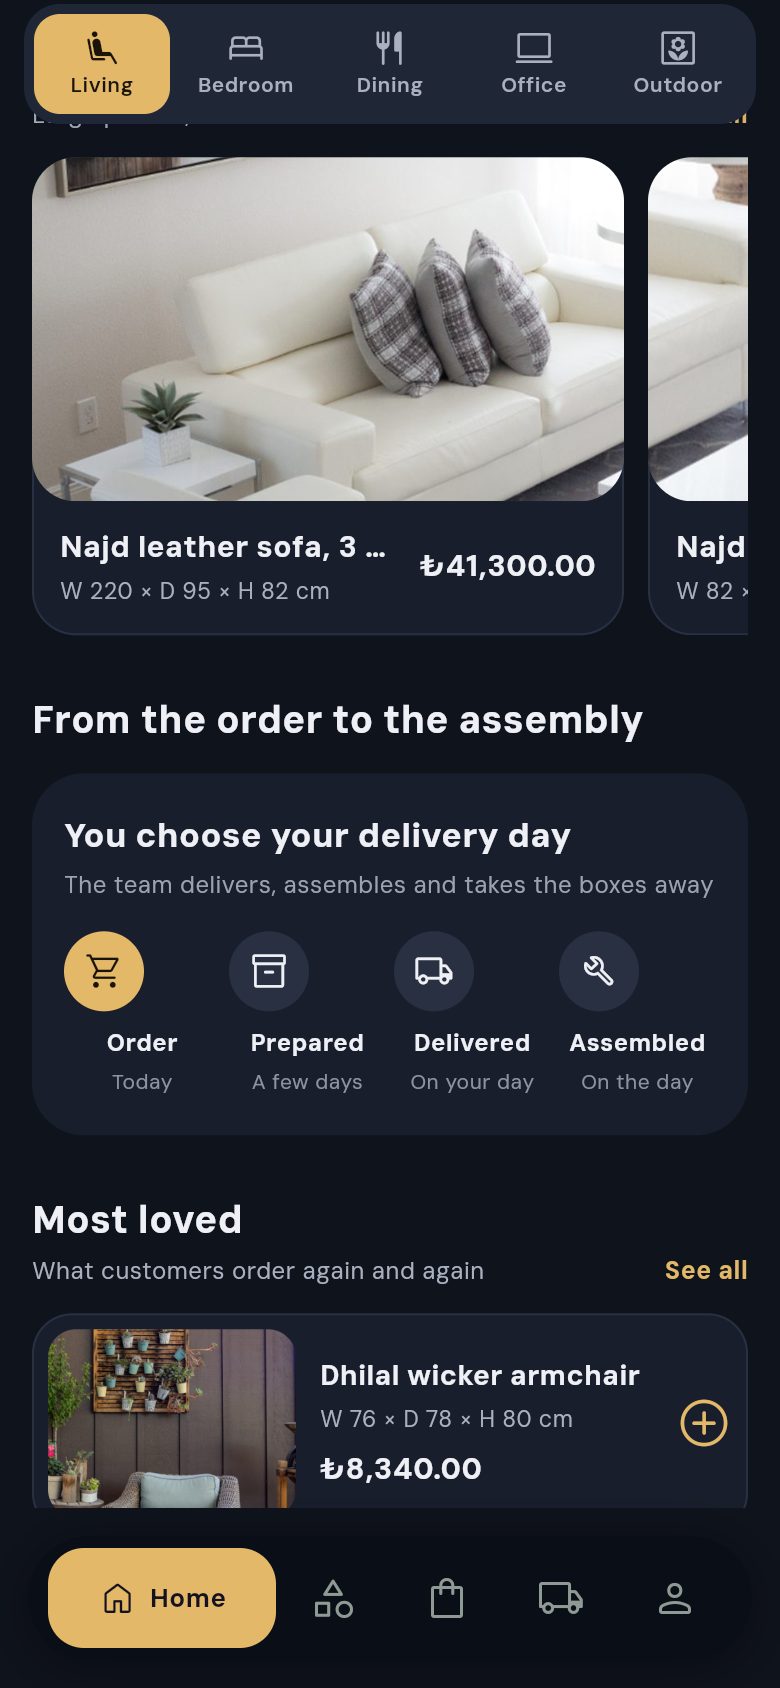 Living
Bedroom
Dining
Office
Outdoor
Najd leather sofa, 3 ...
₺41,300.00
W 220 × D 95 × H 82 cm
Najd
W 82 ×
From the order to the assembly
You choose your delivery day
The team delivers, assembles and takes the boxes away
Order
Prepared
Delivered
Assembled
Today
A few days
On your day
On the day
Most loved
What customers order again and again
See all
Dhilal wicker armchair
W 76 × D 78 × H 80 cm
₺8,340.00
Home